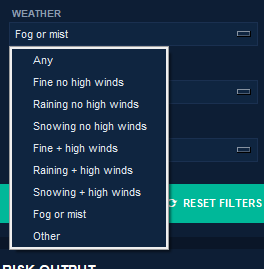 WEATHER
Fog or mist
Any
Fine no high winds
Raining no high winds
Snowing no high winds
Fine + high winds
Raining + high winds
Snowing + high winds
Fog or mist
Other
RESET FILTERS
RISK OUTPUT